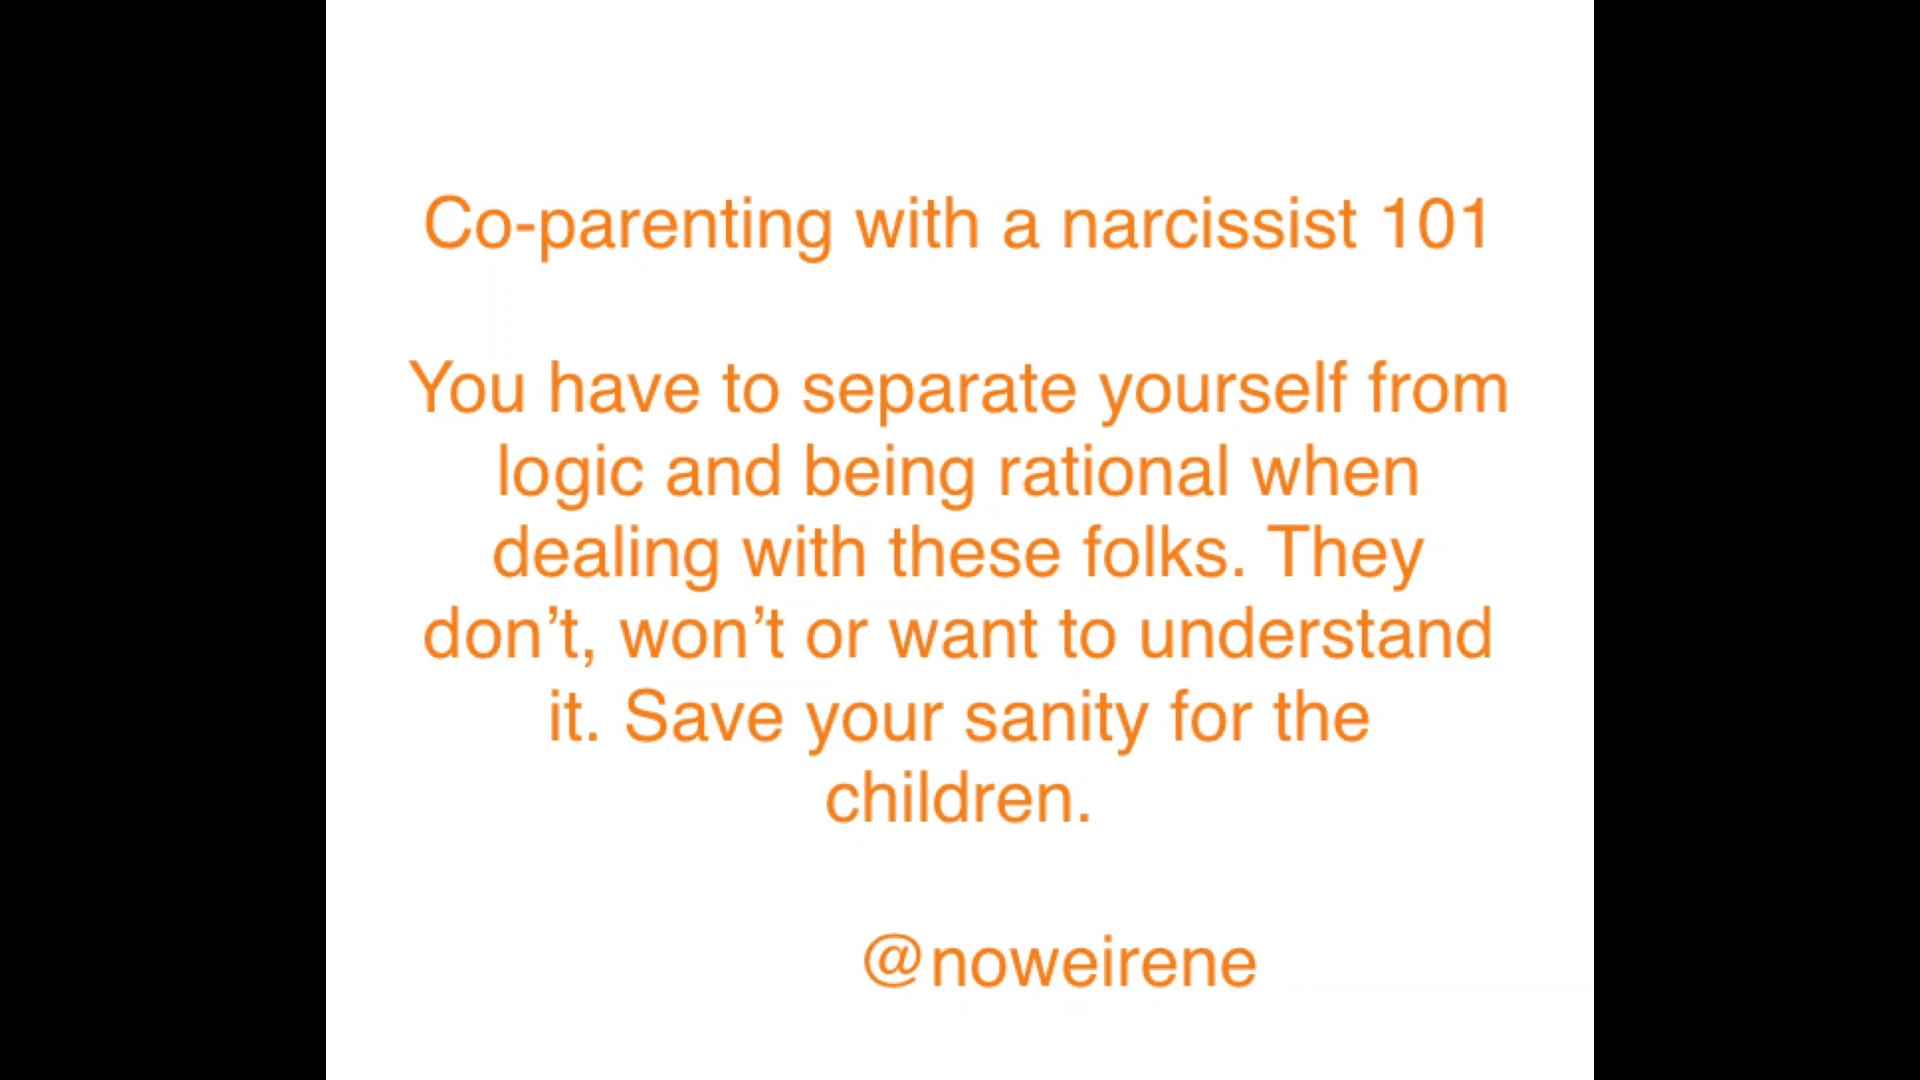 Co-parenting with a narcissist 101
You have to separate yourself from
logic and being rational when
dealing with these folks. They
don’t, won’t or want to understand
it. Save your sanity for the
children.
@noweirene